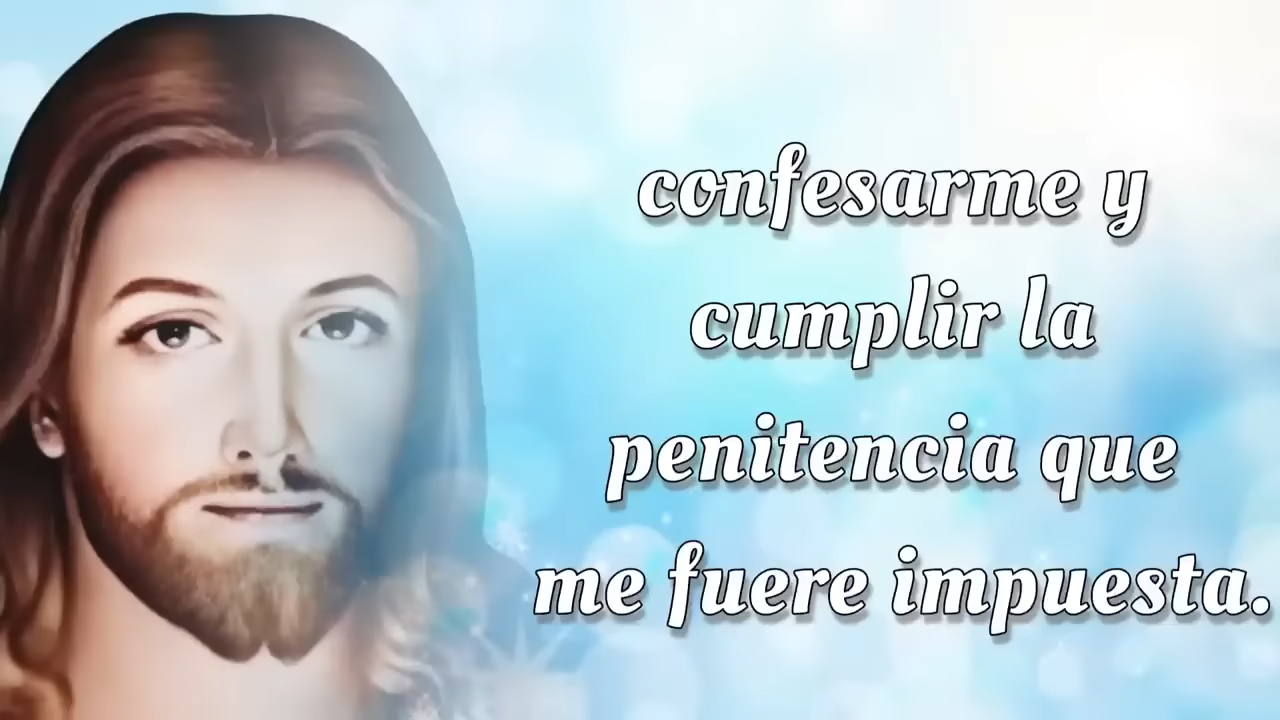 confesarme y
cumplir la
penitencia que
me fuere impuesta.